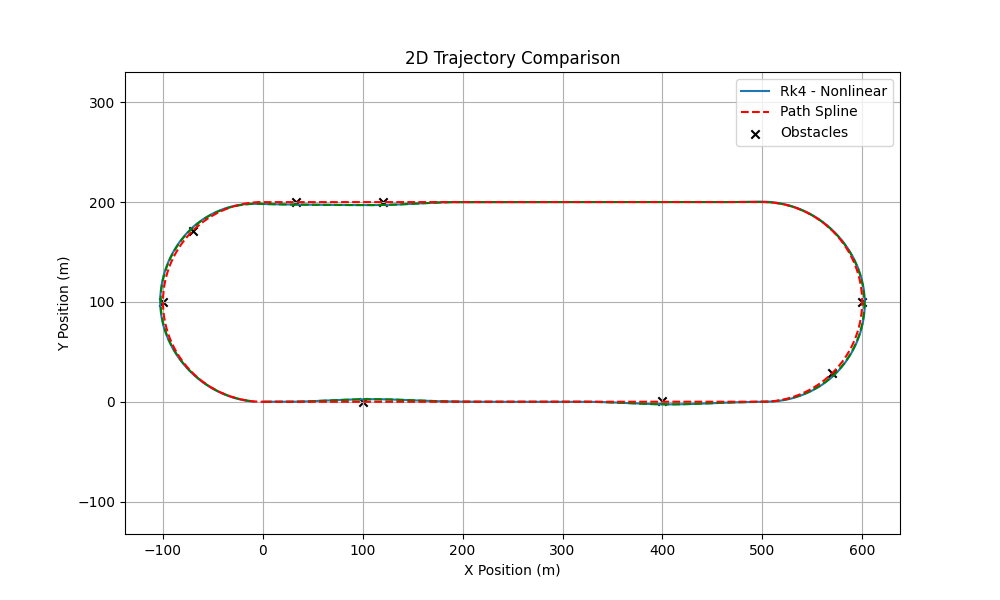 2D Trajectory Comparison
Rk4 - Nonlinear
Path Spline
Obstacles
Y Position (m)
300
200
100
0
−100
−100 0 100 200 300 400 500 600
X Position (m)